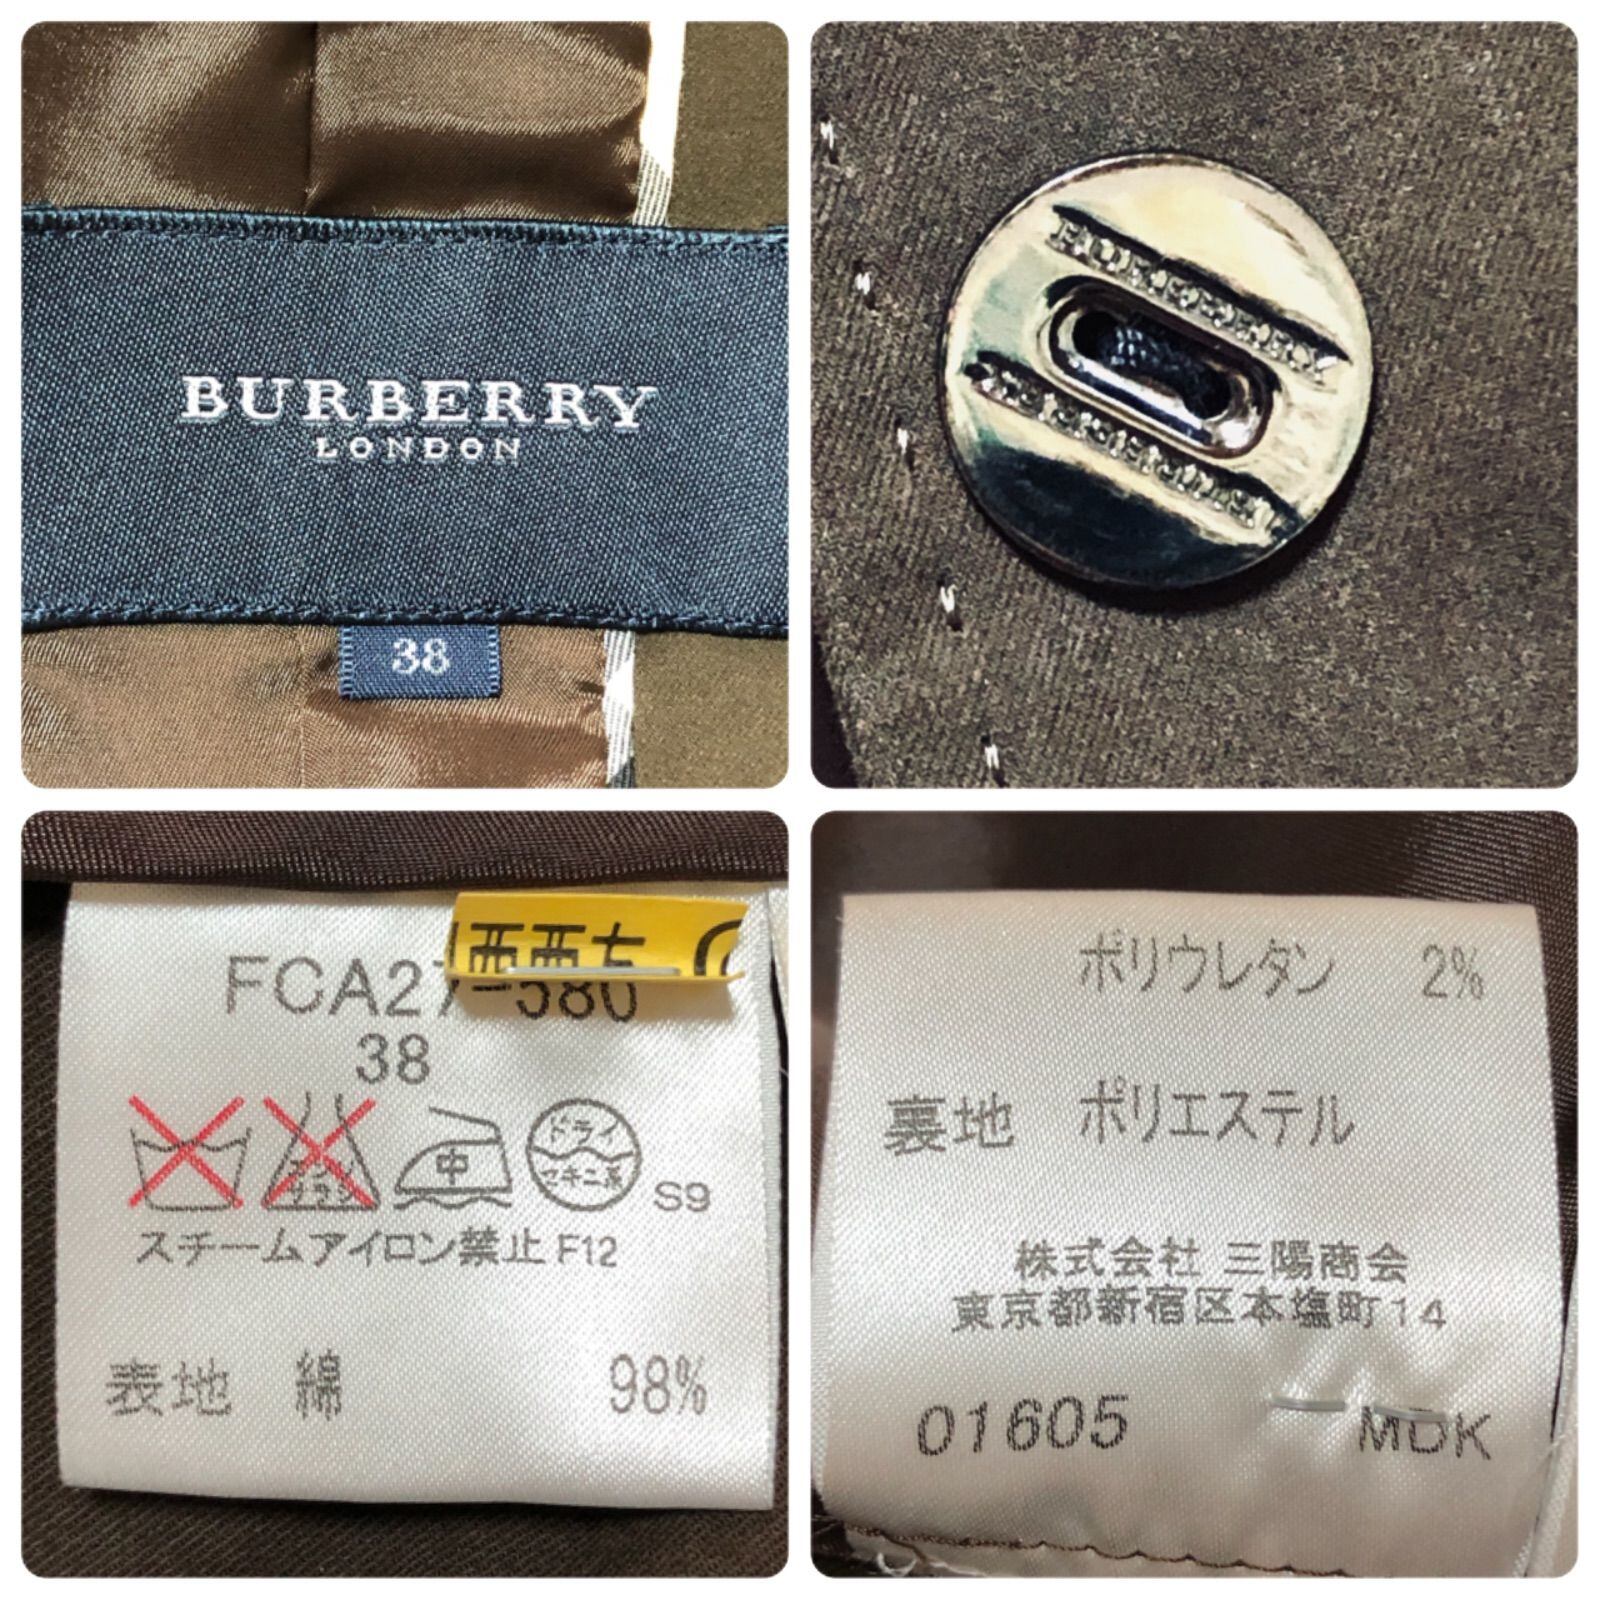 BURBERRY
LONDON
38
FCA27-580
38
中 ドライ
セキユ系 S9
スチームアイロン禁止 F12
表地 綿 98%
ポリウレタン 2%
裏地 ポリエステル
株式会社 三陽商会
東京都新宿区本塩町14
01605